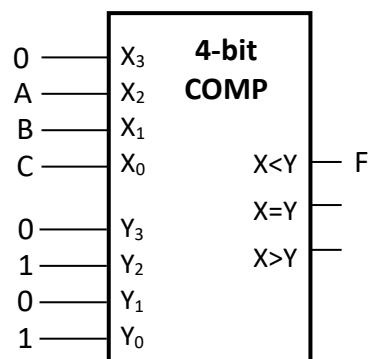 4-bit
COMP
0 X₃
A X₂
B X₁
C X₀
X<Y F
X=Y
X>Y
0 Y₃
1 Y₂
0 Y₁
1 Y₀